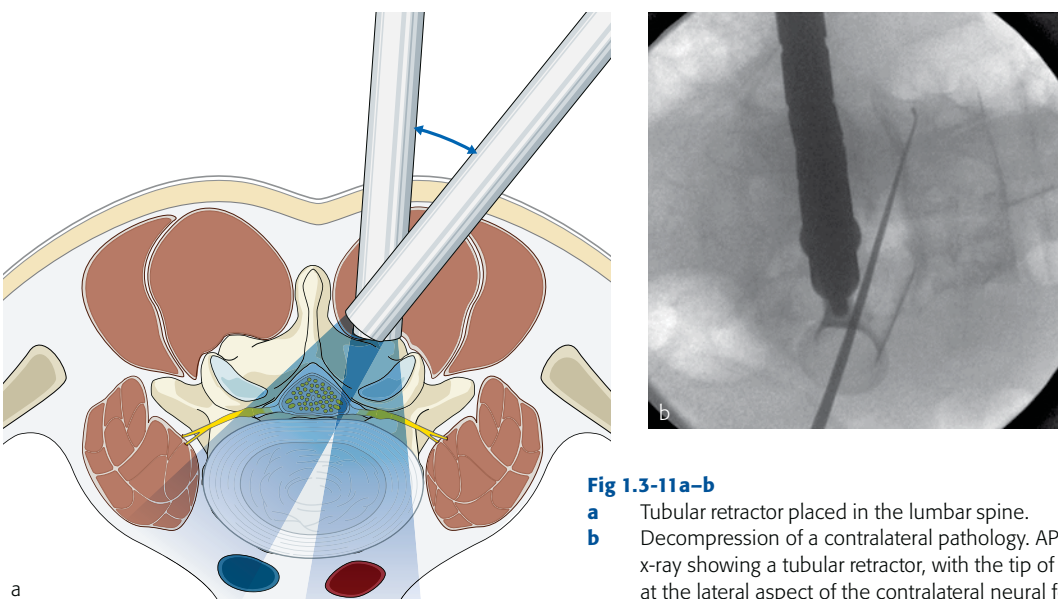 a
b
Fig 1.3-11a–b
a Tubular retractor placed in the lumbar spine.
b Decompression of a contralateral pathology. AP
x-ray showing a tubular retractor, with the tip of
at the lateral aspect of the contralateral neural f